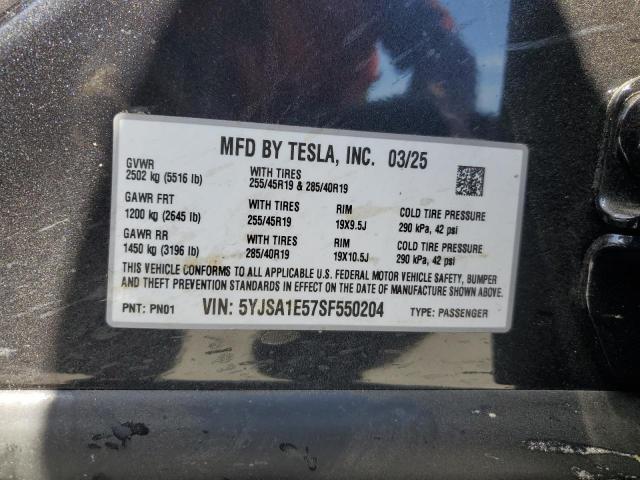 MFD BY TESLA, INC. 03/25
GVWR
2502 kg (5516 lb)
WITH TIRES
255/45R19 & 285/40R19
GAWR FRT
1200 kg (2645 lb)
WITH TIRES
255/45R19
RIM
19X9.5J
COLD TIRE PRESSURE
290 kPa, 42 psi
GAWR RR
1450 kg (3196 lb)
WITH TIRES
285/40R19
RIM
19X10.5J
COLD TIRE PRESSURE
290 kPa, 42 psi
THIS VEHICLE CONFORMS TO ALL APPLICABLE U.S. FEDERAL MOTOR VEHICLE SAFETY, BUMPER
AND THEFT PREVENTION STANDARDS IN EFFECT ON THE DATE OF MANUFACTURE SHOWN ABOVE.
PNT: PN01 VIN: 5YJSA1E57SF550204 TYPE: PASSENGER